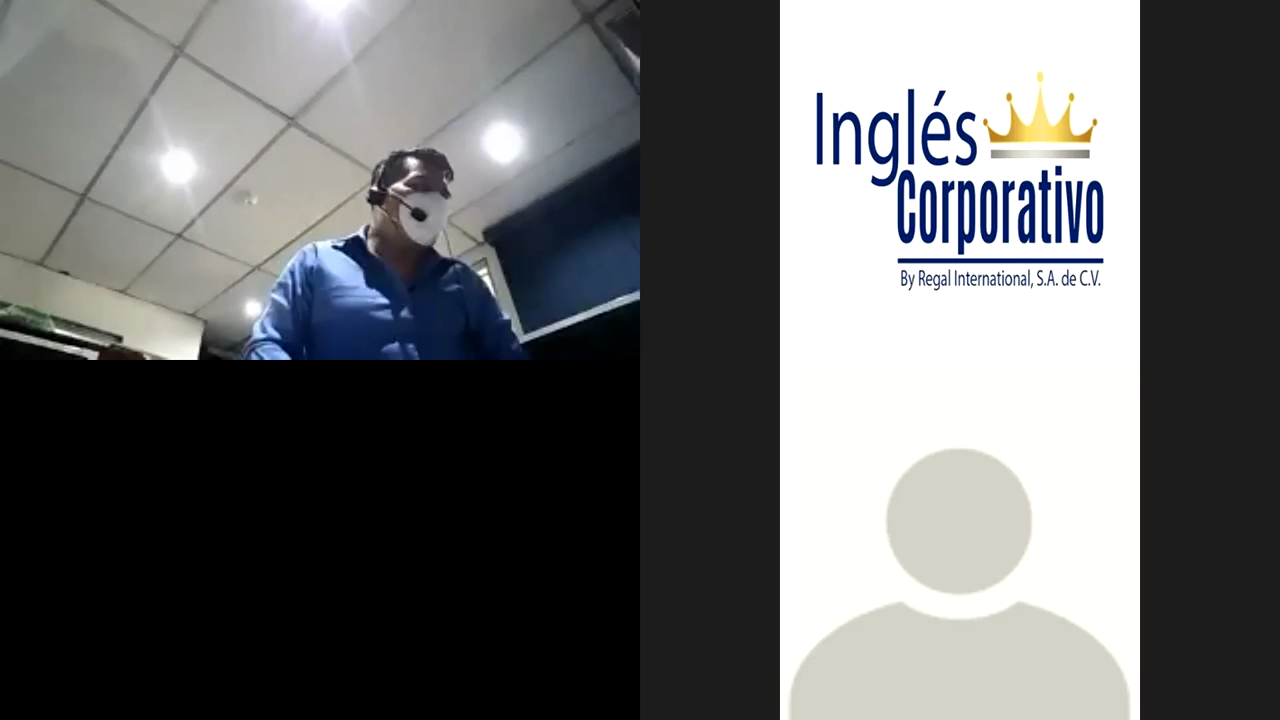 Inglés
Corporativo
By Regal International, S.A. de C.V.